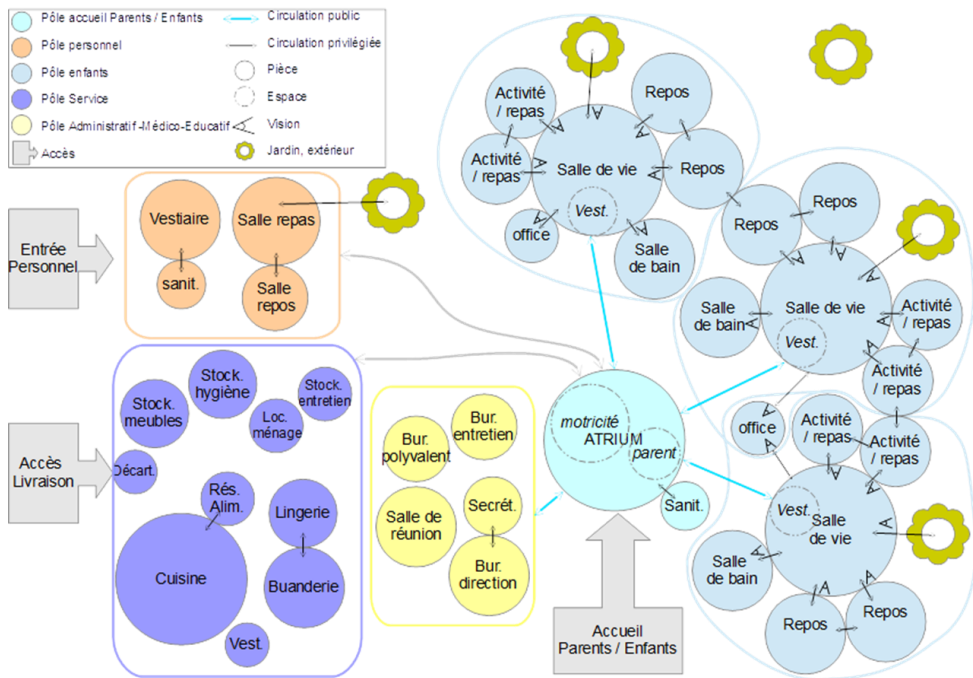 Pôle accueil Parents / Enfants
Pôle personnel
Pôle enfants
Pôle Service
Pôle Administratif -Médico-Educatif
Accès
Circulation public
Circulation privilégiée
Pièce
Espace
Vision
Jardin, extérieur
Entrée
Personnel
Vestiaire
sanit.
Salle repas
Salle
repos
Accès
Livraison
Stock.
meubles
Stock.
hygiène
Loc.
ménage
Stock.
entretien
Décart.
Rés.
Alim.
Cuisine
Lingerie
Buanderie
Vest.
Bur.
polyvalent
Bur.
entretien
Salle de
réunion
Secrét.
Bur.
direction
motricité
ATRIUM
parent
Sanit.
Accueil
Parents / Enfants
Activité
/ repas
Activité
/ repas
Repos
Repos
Salle de vie
Vest.
office
Salle
de bain
Repos
Repos
Salle de vie
Vest.
Salle
de bain
Activité
/ repas
Activité
/ repas
office
Activité
/ repas
Activité
/ repas
Vest.
Salle
de vie
Salle
de bain
Repos
Repos